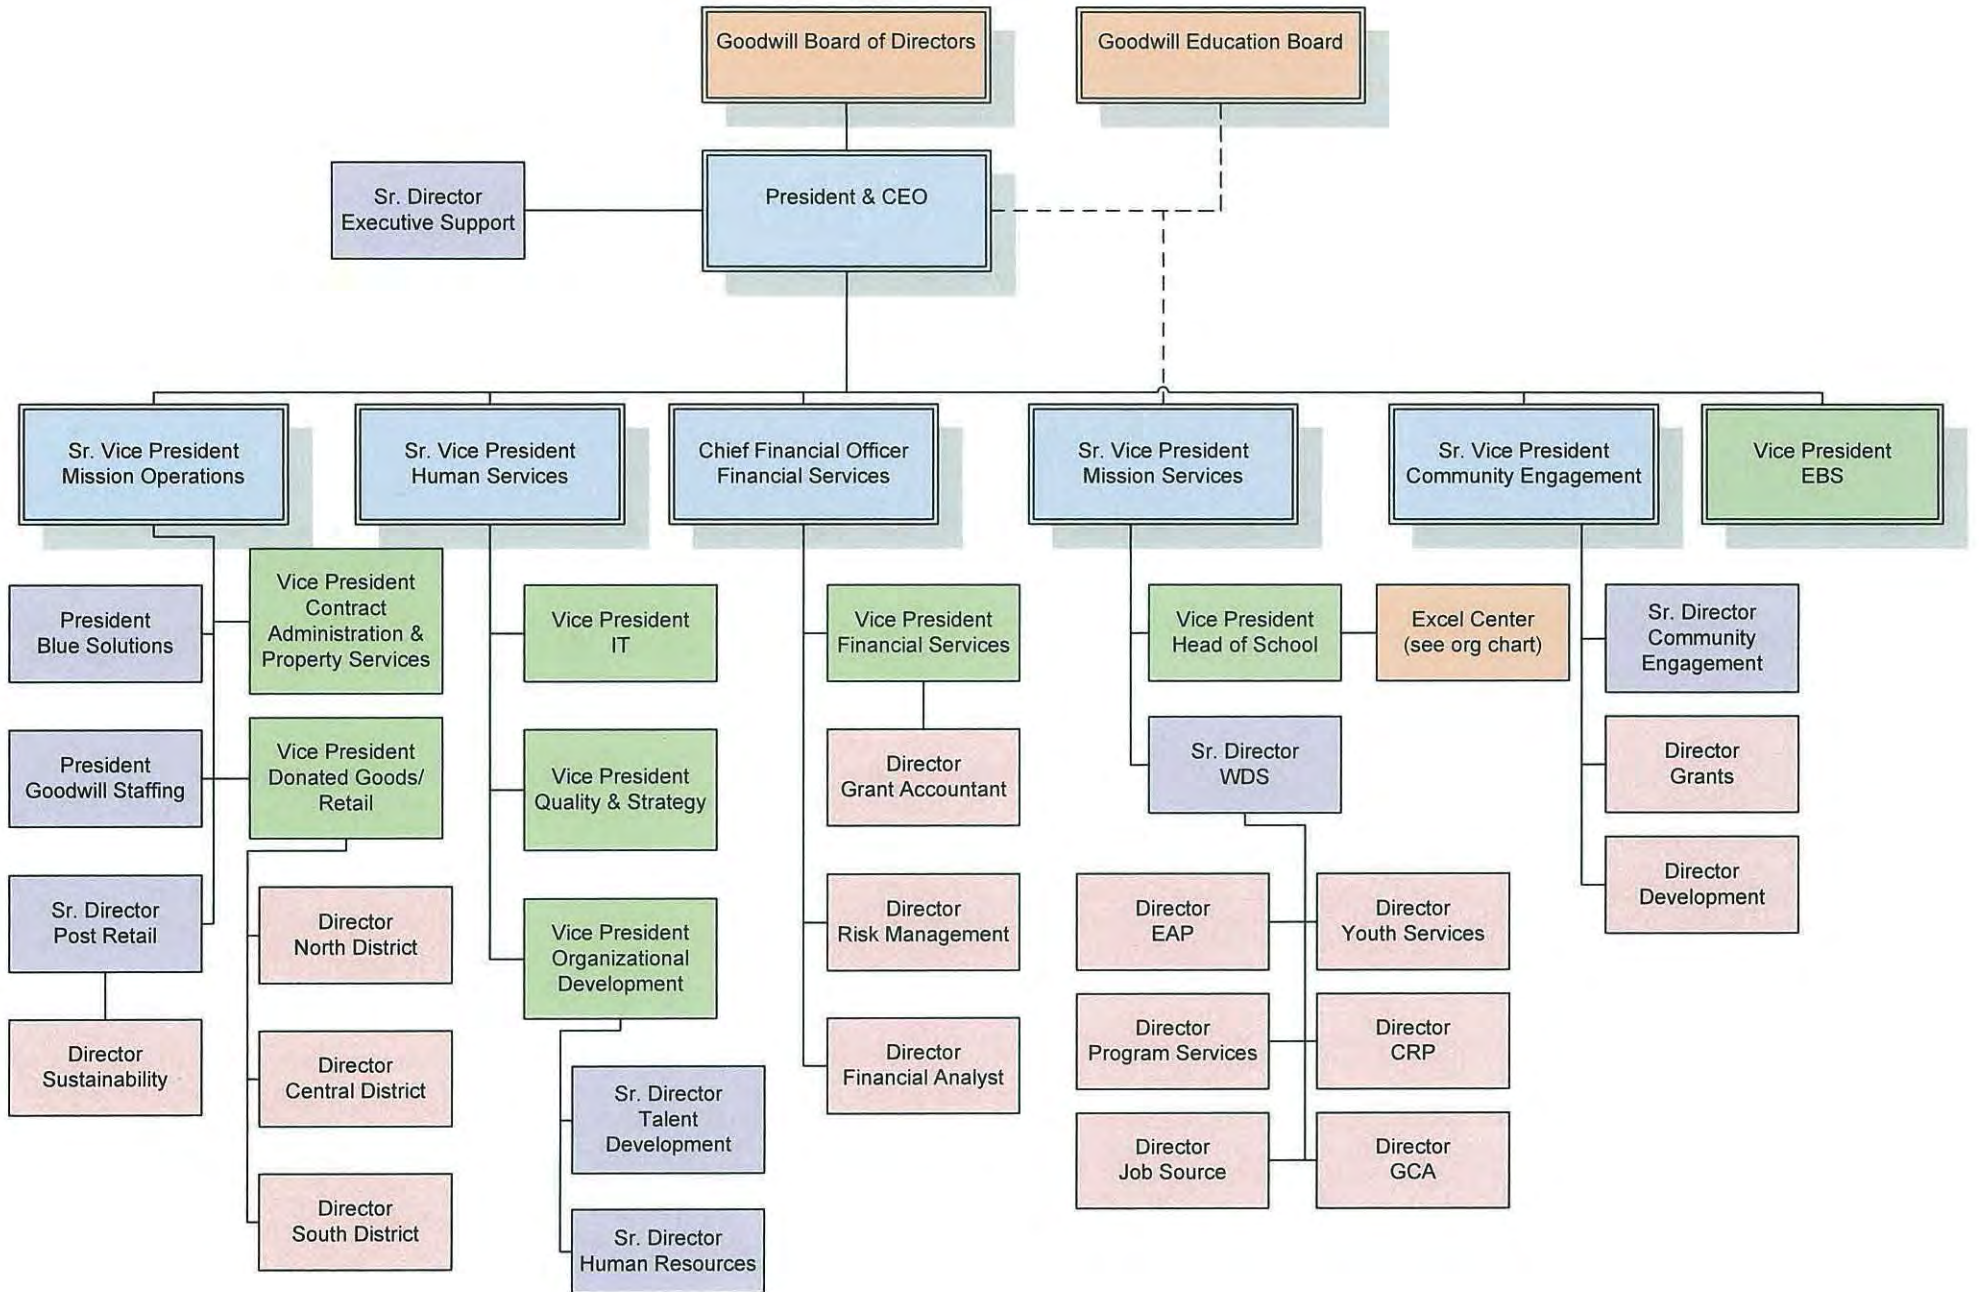 Goodwill Board of Directors
Goodwill Education Board
Sr. Director
Executive Support
President & CEO
Sr. Vice President
Mission Operations
Sr. Vice President
Human Services
Chief Financial Officer
Financial Services
Sr. Vice President
Mission Services
Sr. Vice President
Community Engagement
Vice President
EBS
President
Blue Solutions
Vice President
Contract
Administration &
Property Services
President
Goodwill Staffing
Vice President
Donated Goods/
Retail
Sr. Director
Post Retail
Director
Sustainability
Director
North District
Director
Central District
Director
South District
Vice President
IT
Vice President
Quality & Strategy
Vice President
Organizational
Development
Sr. Director
Talent
Development
Sr. Director
Human Resources
Vice President
Financial Services
Director
Grant Accountant
Director
Risk Management
Director
Financial Analyst
Vice President
Head of School
Excel Center
(see org chart)
Sr. Director
WDS
Director
EAP
Director
Youth Services
Director
Program Services
Director
CRP
Director
Job Source
Director
GCA
Sr. Director
Community
Engagement
Director
Grants
Director
Development